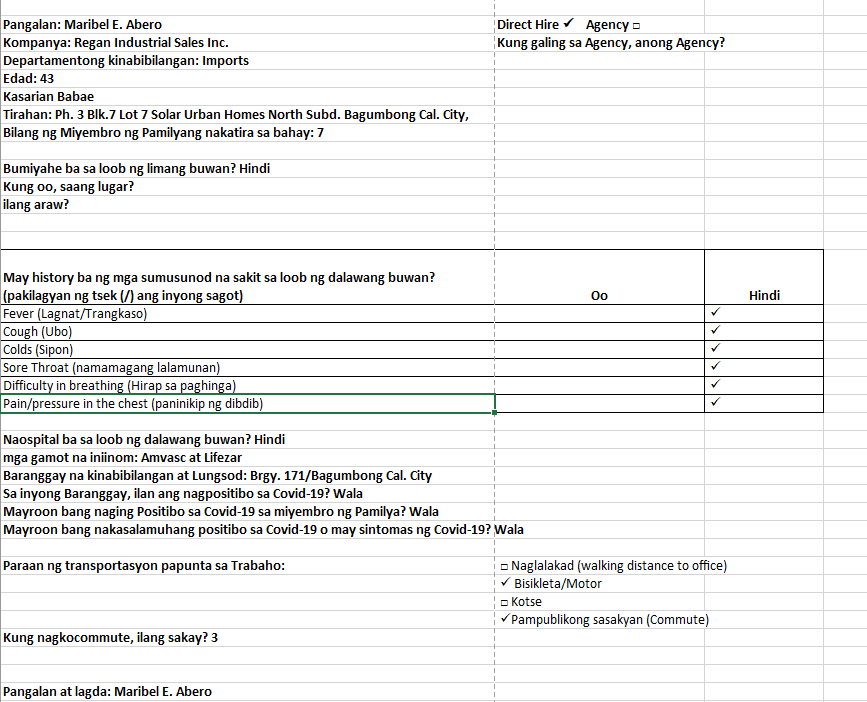 Pangalan: Maribel E. Abero
Direct Hire ✓ Agency □
Kompanya: Regan Industrial Sales Inc.
Kung galing sa Agency, anong Agency?
Departamentong kinabibilangan: Imports
Edad: 43
Kasarian Babae
Tirahan: Ph. 3 Blk.7 Lot 7 Solar Urban Homes North Subd. Bagumbong Cal. City,
Bilang ng Miyembro ng Pamilyang nakatira sa bahay: 7
Bumiyahe ba sa loob ng limang buwan? Hindi
Kung oo, saang lugar?
ilang araw?
May history ba ng mga sumusunod na sakit sa loob ng dalawang buwan?
(pakilagyan ng tsek (/) ang inyong sagot) Oo Hindi
Fever (Lagnat/Trangkaso) ✓
Cough (Ubo) ✓
Colds (Sipon) ✓
Sore Throat (namamagang lalamunan) ✓
Difficulty in breathing (Hirap sa paghinga) ✓
Pain/pressure in the chest (paninikip ng dibdib) ✓
Naospital ba sa loob ng dalawang buwan? Hindi
mga gamot na iniinom: Amvasc at Lifezar
Baranggay na kinabibilangan at Lungsod: Brgy. 171/Bagumbong Cal. City
Sa inyong Baranggay, ilan ang nagpositibo sa Covid-19? Wala
Mayroon bang naging Positibo sa Covid-19 sa miyembro ng Pamilya? Wala
Mayroon bang nakasalamuhang positibo sa Covid-19 o may sintomas ng Covid-19? Wala
Paraan ng transportasyon papunta sa Trabaho:
□ Naglalakad (walking distance to office)
✓ Bisikleta/Motor
□ Kotse
✓Pampublikong sasakyan (Commute)
Kung nagkocommute, ilang sakay? 3
Pangalan at lagda: Maribel E. Abero